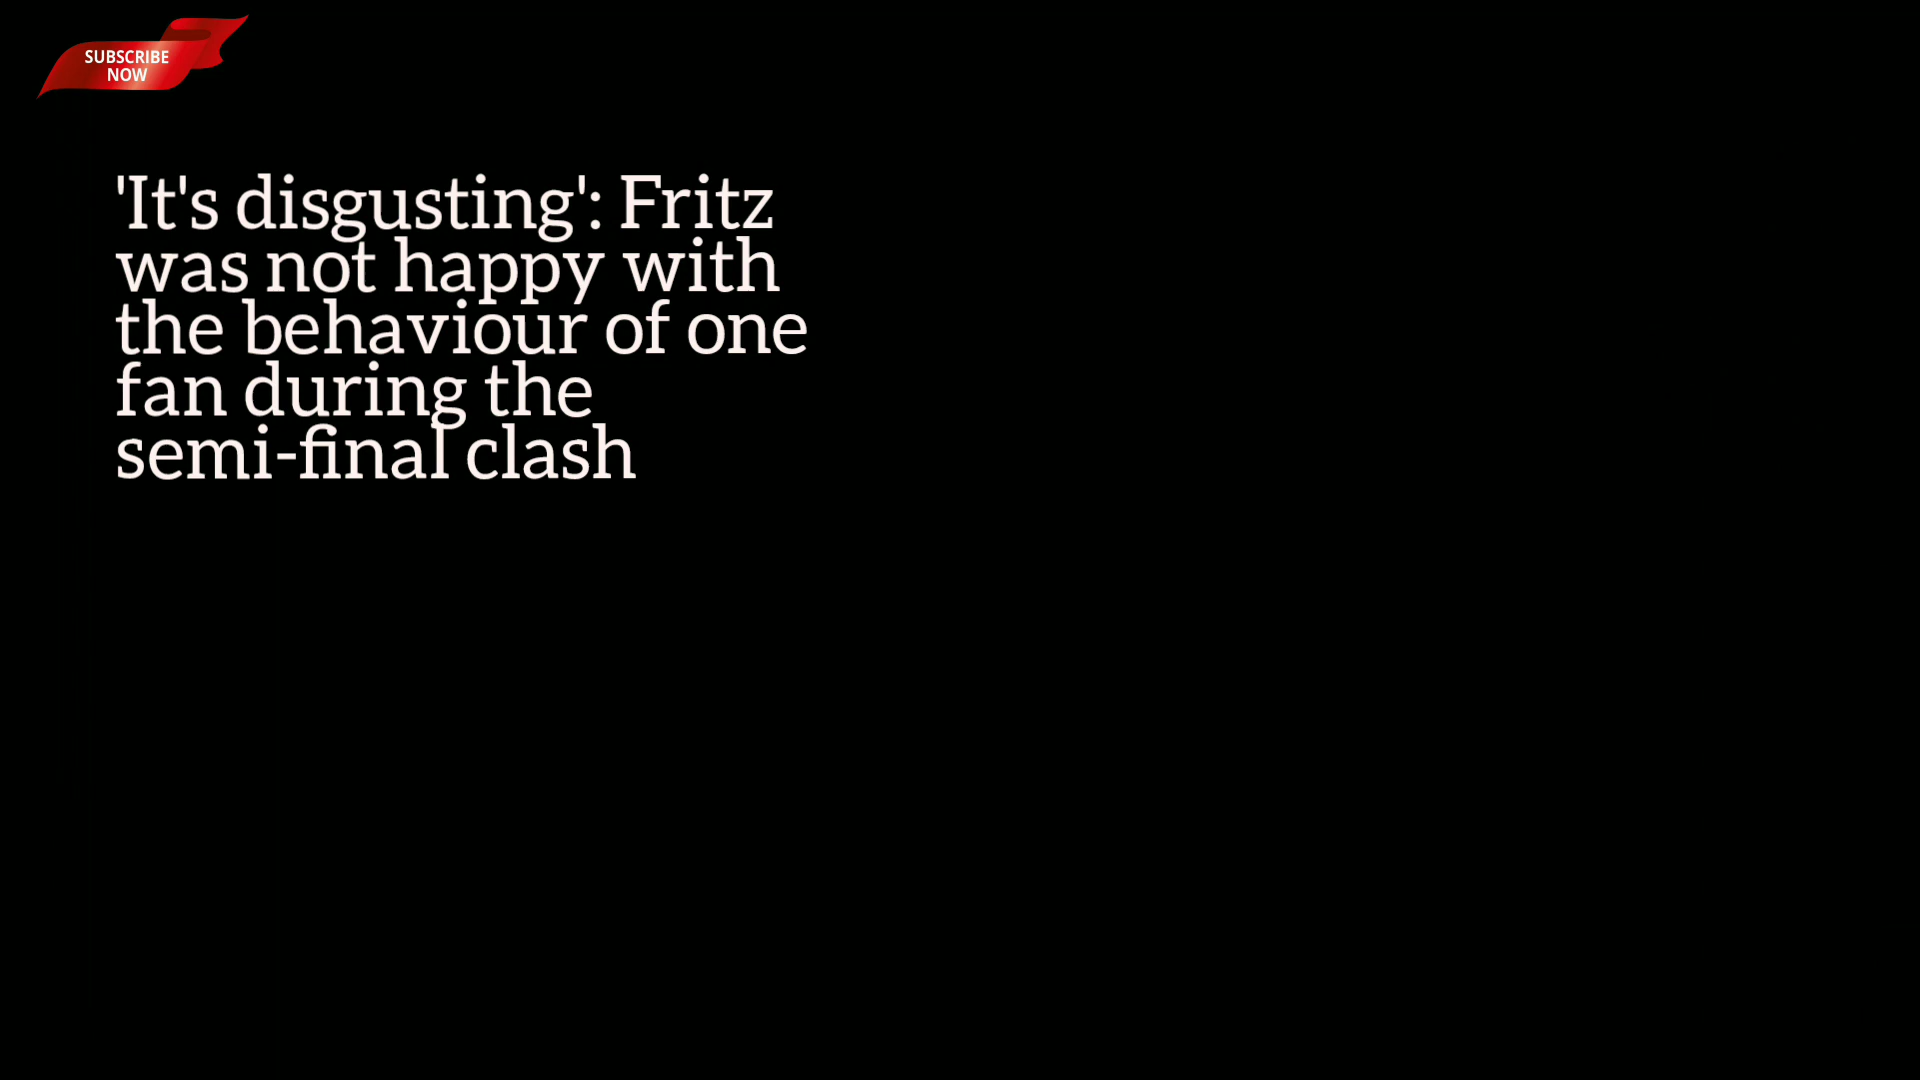 SUBSCRIBE
NOW
'It's disgusting': Fritz
was not happy with
the behaviour of one
fan during the
semi-final clash